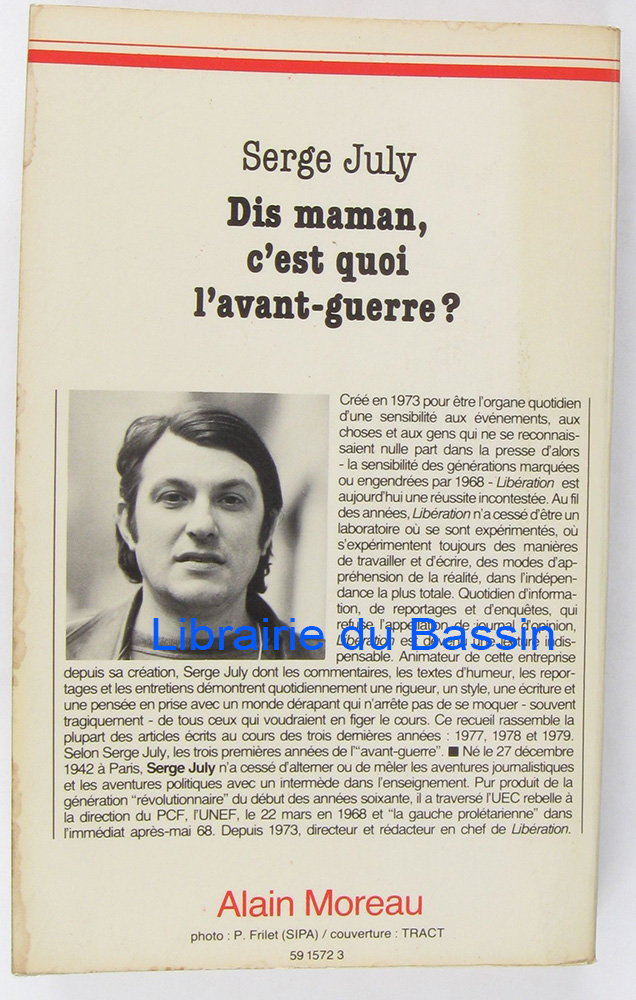 Serge July
Dis maman,
c'est quoi
l'avant-guerre ?
Créé en 1973 pour être l'organe quotidien
d'une sensibilité aux événements, aux
choses et aux gens qui ne se reconnais-
saient nulle part dans la presse d'alors
- la sensibilité des générations marquées
ou engendrées par 1968 - Libération est
aujourd'hui une réussite incontestée. Au fil
des années, Libération n'a cessé d'être un
laboratoire où se sont expérimentés, où
s'expérimentent toujours des manières
de travailler et d'écrire, des modes d'ap-
préhension de la réalité, dans l'indépen-
dance la plus totale. Quotidien d'informa-
tion, de reportages et d'enquêtes, qui
refuse l'appellation de journal d'opinion,
Librairie du Bassin
Libération est devenu une lecture indis-
pensable. Animateur de cette entreprise
depuis sa création, Serge July dont les commentaires, les textes d'humeur, les repor-
tages et les entretiens démontrent quotidiennement une rigueur, un style, une écriture et
une pensée en prise avec un monde dérapant qui n'arrête pas de se moquer - souvent
tragiquement - de tous ceux qui voudraient en figer le cours. Ce recueil rassemble la
plupart des articles écrits au cours des trois dernières années : 1977, 1978 et 1979.
Selon Serge July, les trois premières années de l'"avant-guerre". ■ Né le 27 décembre
1942 à Paris, Serge July n'a cessé d'alterner ou de mêler les aventures journalistiques
et les aventures politiques avec un intermède dans l'enseignement. Pur produit de la
génération "révolutionnaire" du début des années soixante, il a traversé l'UEC rebelle à
la direction du PCF, l'UNEF, le 22 mars en 1968 et "la gauche prolétarienne" dans
l'immédiat après-mai 68. Depuis 1973, directeur et rédacteur en chef de Libération.
Alain Moreau
photo : P. Frilet (SIPA) / couverture : TRACT
59 1572 3